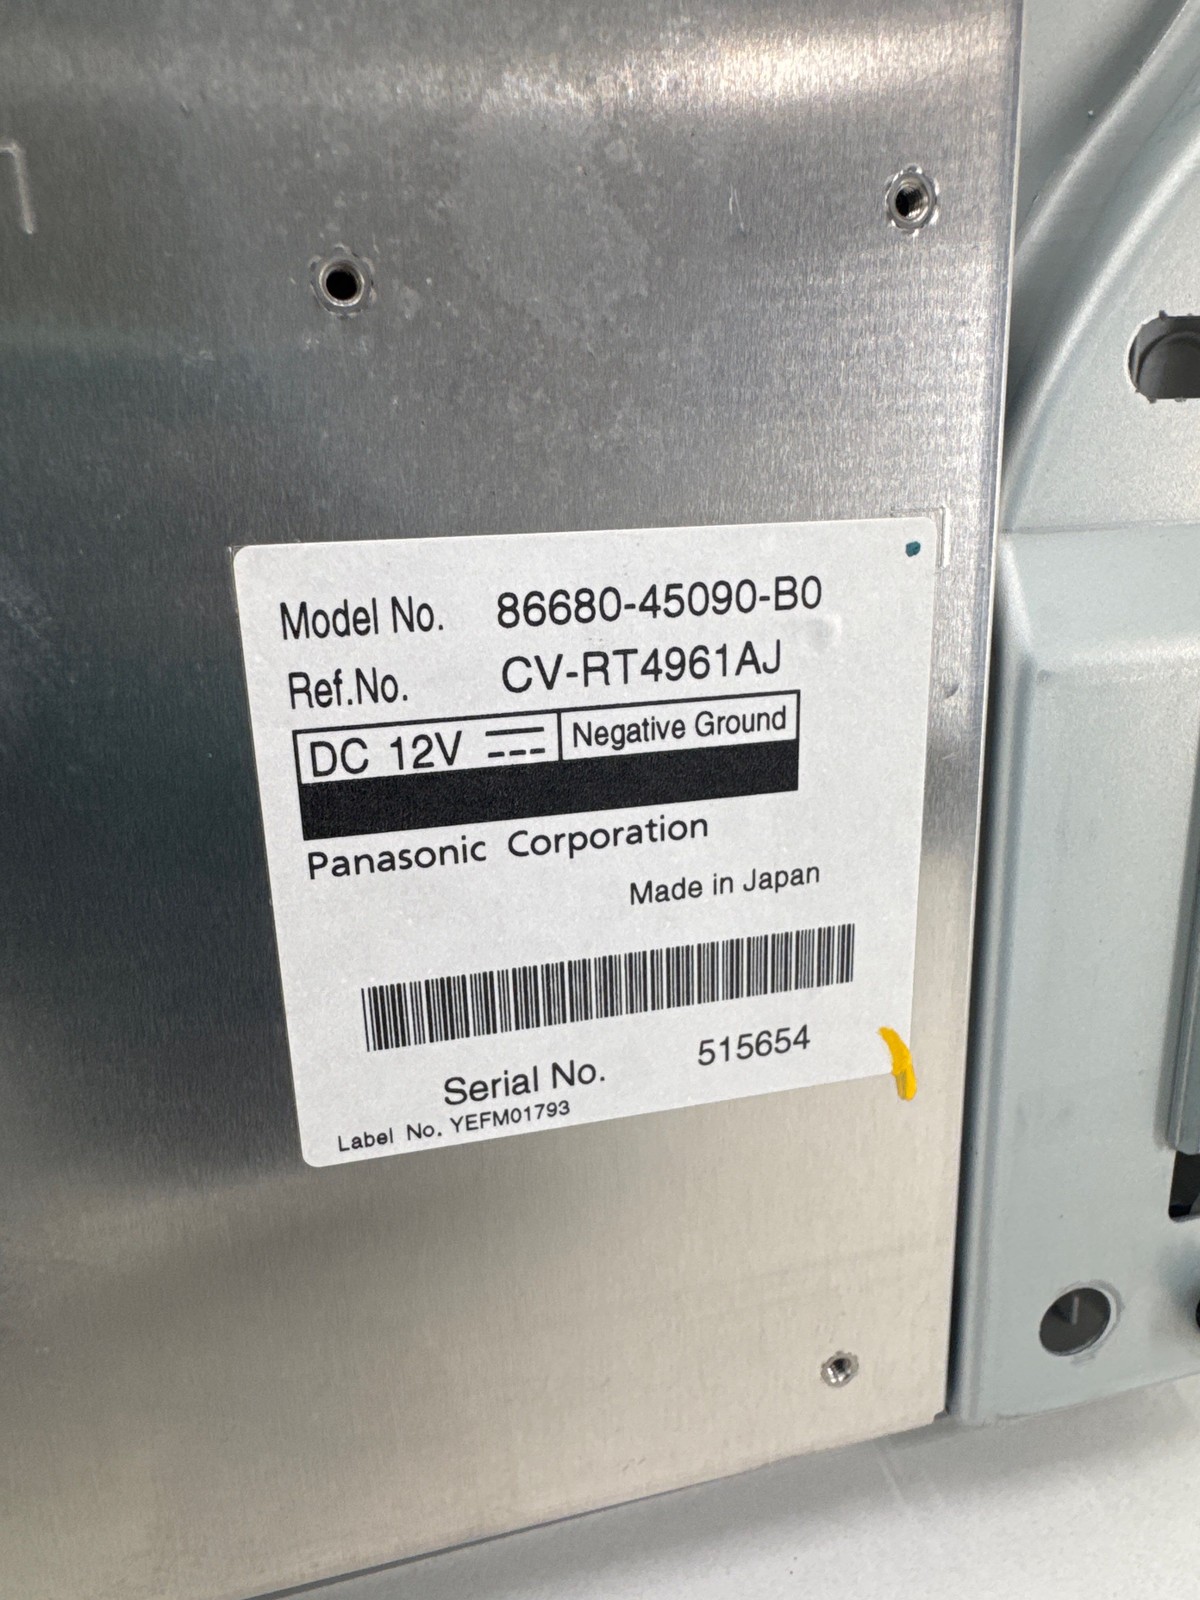 Model No. 86680-45090-B0
Ref.No. CV-RT4961AJ
DC 12V Negative Ground
Panasonic Corporation
Made in Japan
Serial No. 515654
Label No. YEFM01793